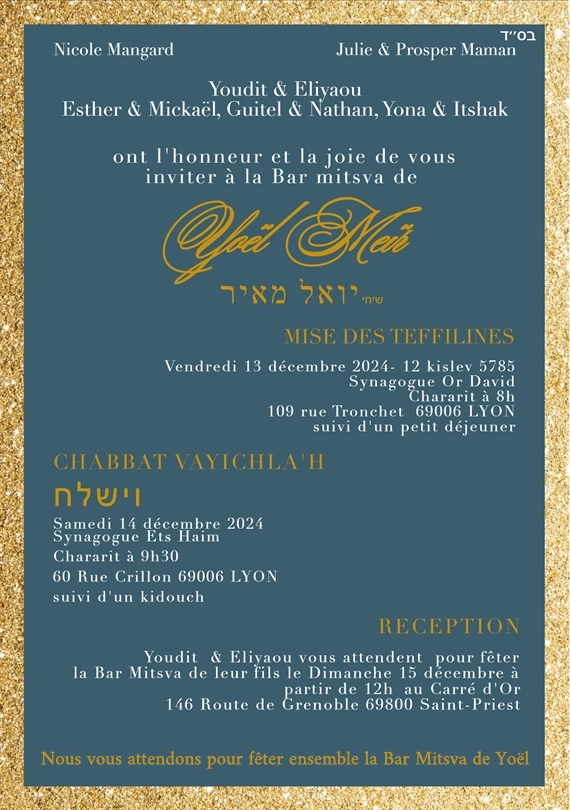 בס״ד
Nicole Mangard Julie & Prosper Maman
Youdit & Eliyaou
Esther & Mickaël, Guitel & Nathan, Yona & Itshak
ont l'honneur et la joie de vous
inviter à la Bar mitsva de
Yoël Meïr
יואל מאיר שיחי׳
MISE DES TEFFILINES
Vendredi 13 décembre 2024- 12 kislev 5785
Synagogue Or David
Chararit à 8h
109 rue Tronchet 69006 LYON
suivi d'un petit déjeuner
CHABBAT VAYICHLA'H
וישלח
Samedi 14 décembre 2024
Synagogue Ets Haim
Chararit à 9h30
60 Rue Crillon 69006 LYON
suivi d'un kidouch
RECEPTION
Youdit & Eliyaou vous attendent pour fêter
la Bar Mitsva de leur fils le Dimanche 15 décembre à
partir de 12h au Carré d'Or
146 Route de Grenoble 69800 Saint-Priest
Nous vous attendons pour fêter ensemble la Bar Mitsva de Yoël